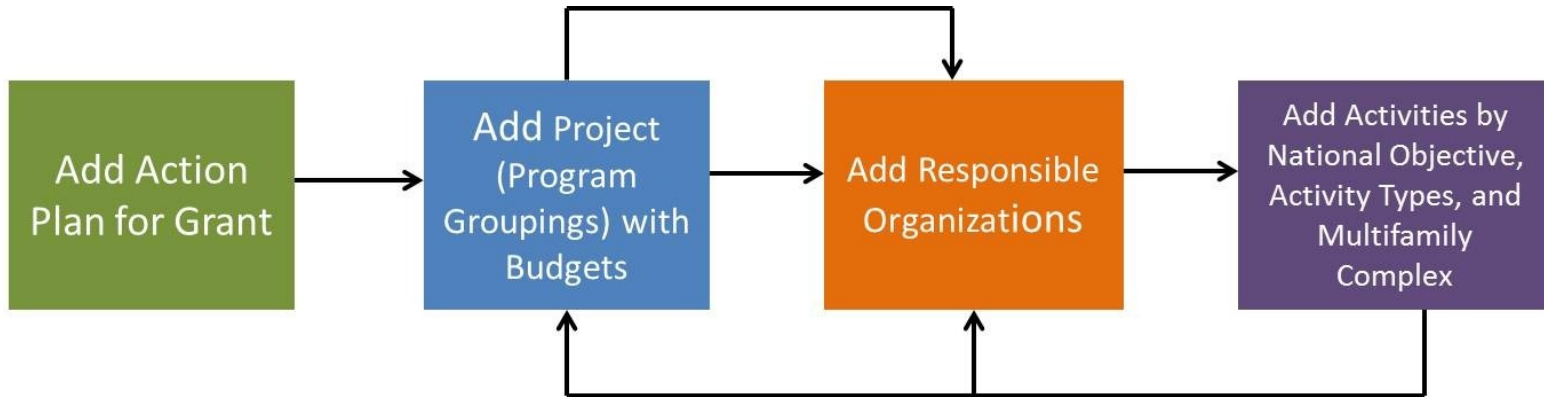 Add Action
Plan for Grant
Add Project
(Program
Groupings) with
Budgets
Add Responsible
Organizations
Add Activities by
National Objective,
Activity Types, and
Multifamily
Complex